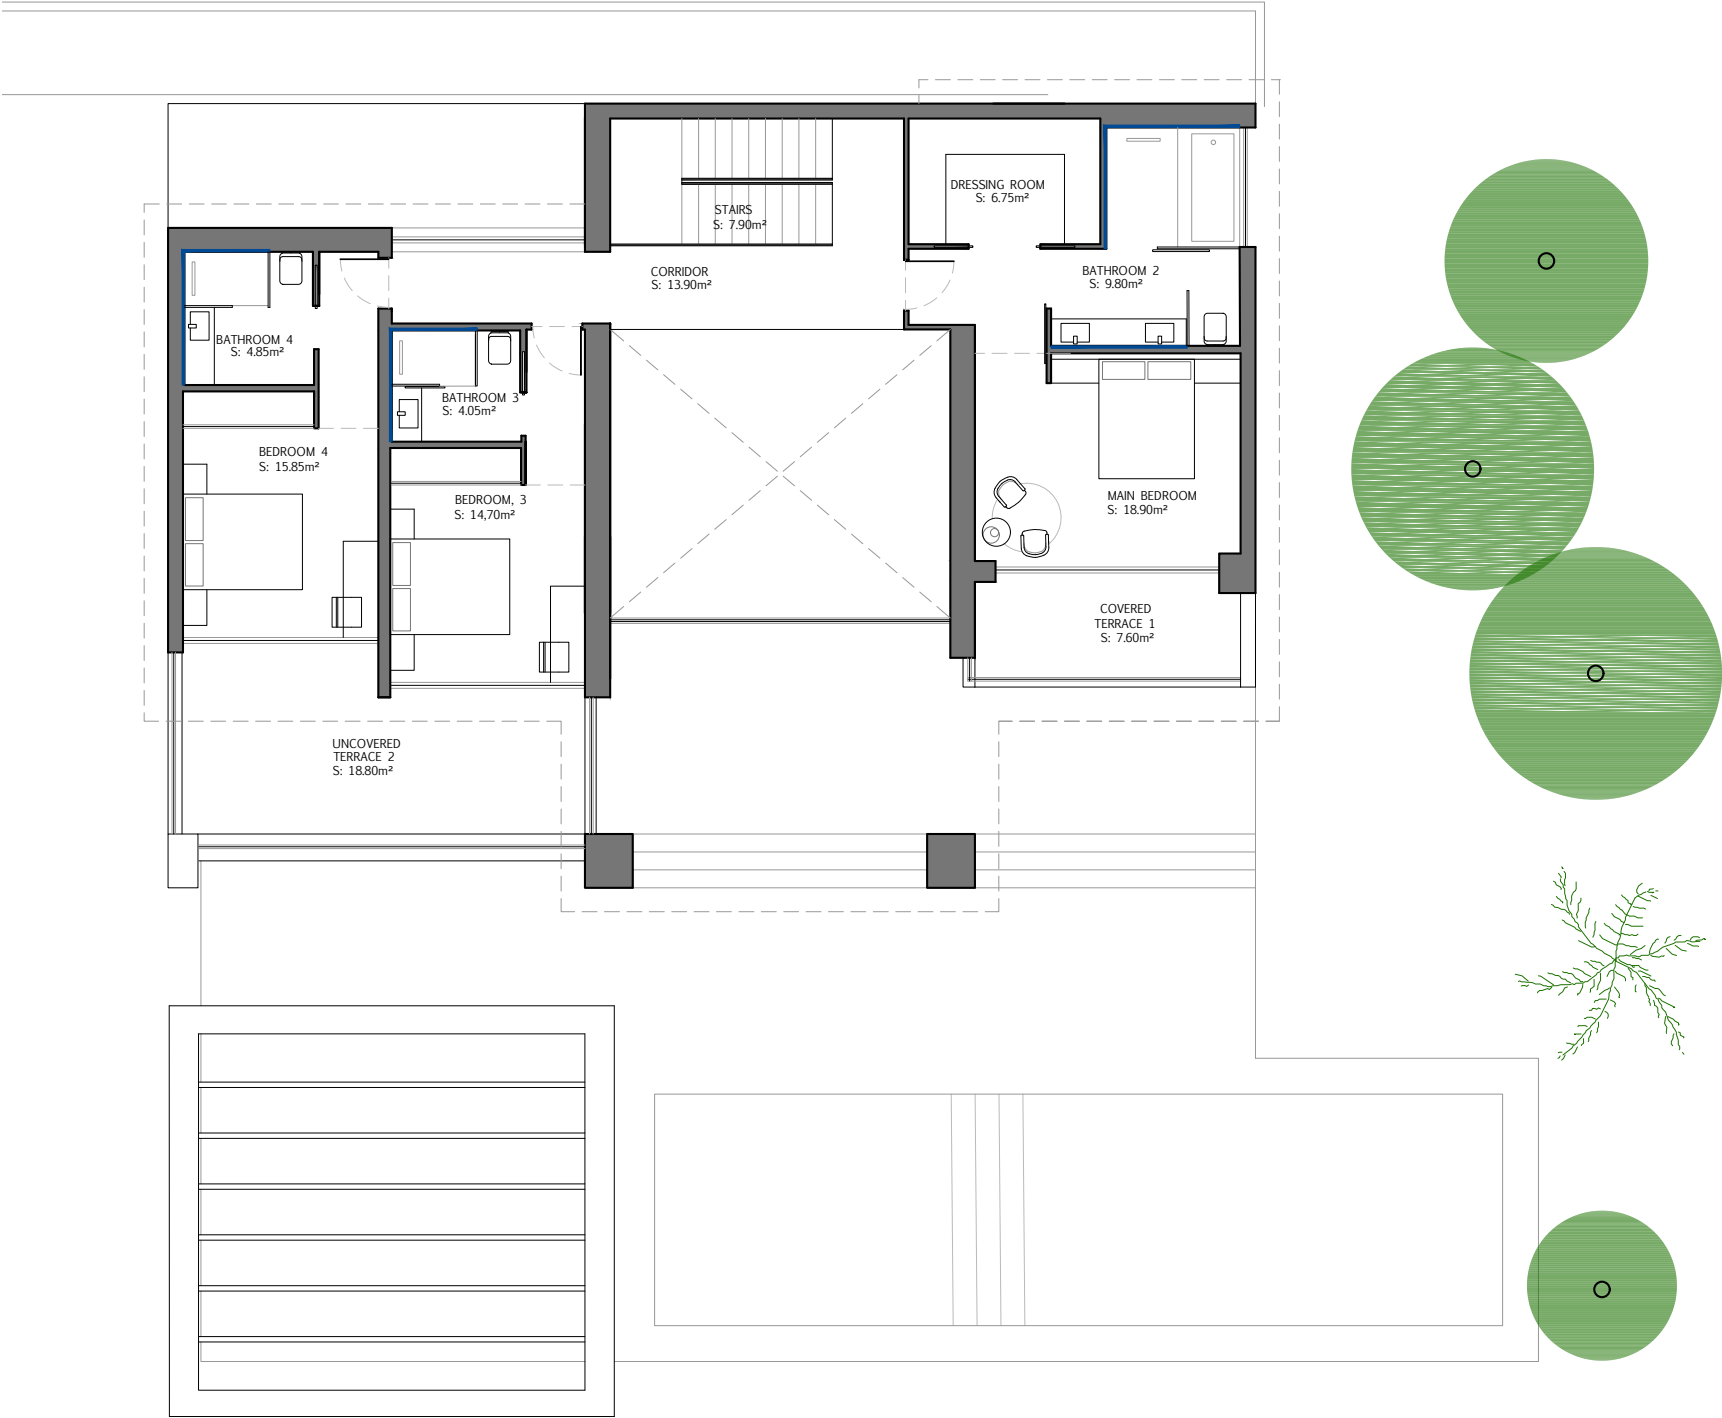 DRESSING ROOM
S: 6.75m²
STAIRS
S: 7.90m²
CORRIDOR
S: 13.90m²
BATHROOM 2
S: 9.80m²
BATHROOM 4
S: 4.85m²
BATHROOM 3
S: 4.05m²
BEDROOM 4
S: 15.85m²
BEDROOM, 3
S: 14,70m²
MAIN BEDROOM
S: 18.90m²
COVERED
TERRACE 1
S: 7.60m²
UNCOVERED
TERRACE 2
S: 18.80m²